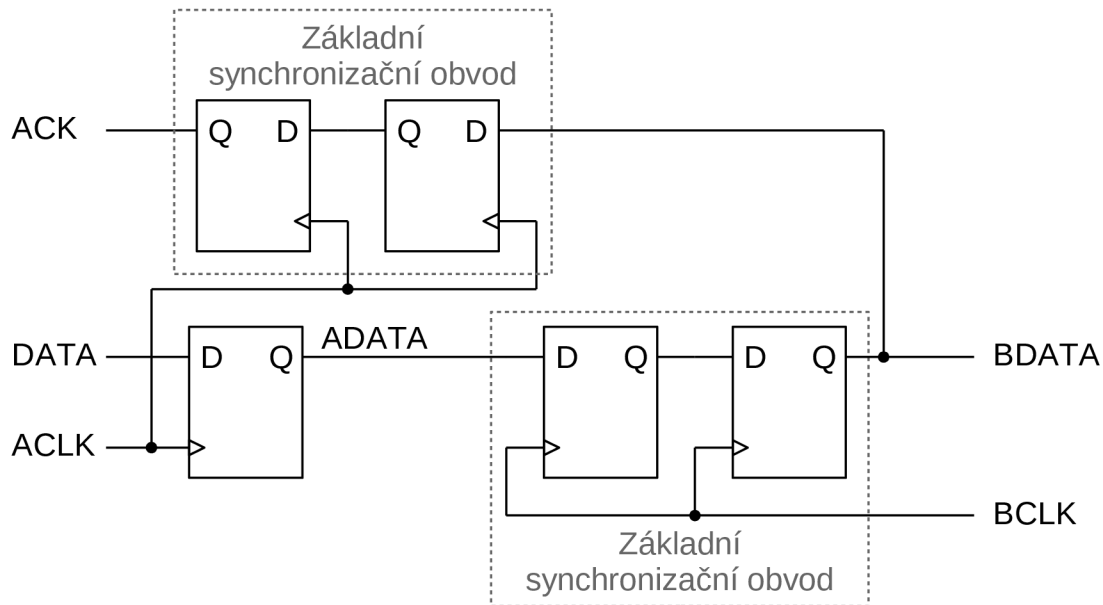 Základní
synchronizační obvod
ACK
Q D
Q D
DATA
D Q
ADATA
D Q
D Q
BDATA
ACLK
BCLK
Základní
synchronizační obvod